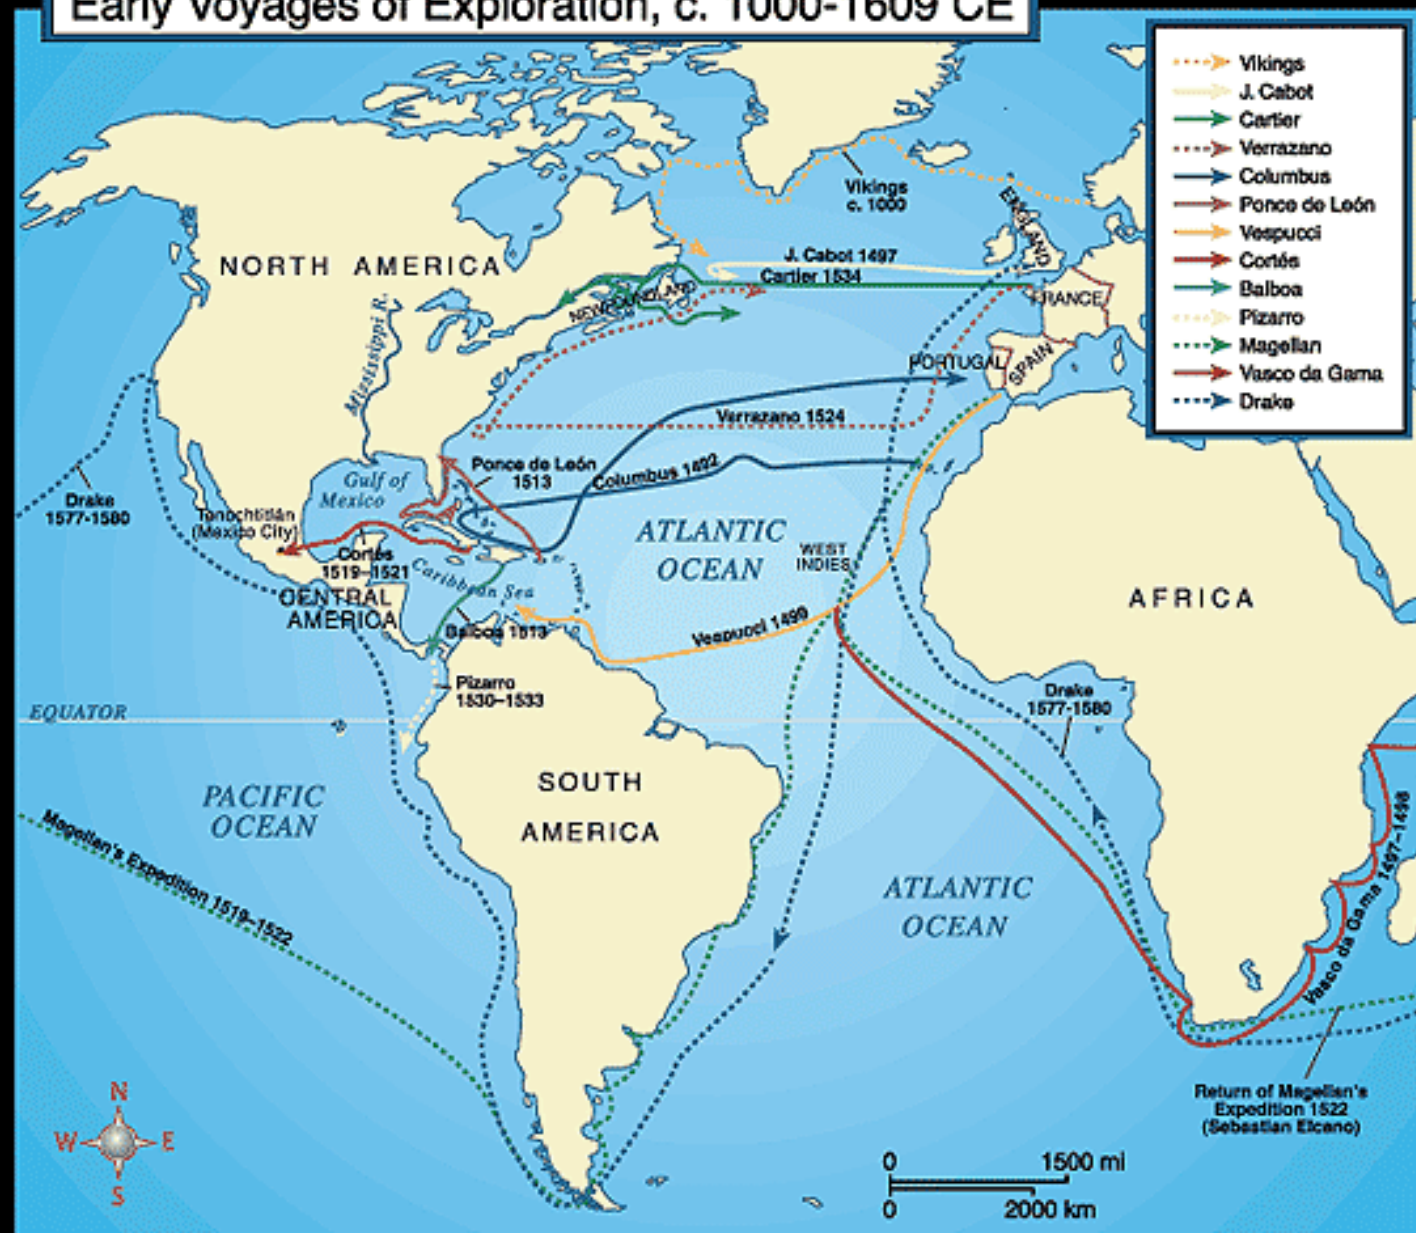 Early Voyages of Exploration, c. 1000-1609 CE
Vikings
J. Cabot
Cartier
Verrazano
Columbus
Ponce de León
Vespucci
Cortés
Balboa
Pizarro
Magellan
Vasco da Gama
Drake
Vikings
c. 1000
ENGLAND
J. Cabot 1497
Cartier 1534
NORTH AMERICA
NEWFOUNDLAND
FRANCE
Mississippi R.
PORTUGAL
SPAIN
Verrazano 1524
Ponce de León
1513
Columbus 1492
Gulf of
Mexico
Drake
1577-1580
Tenochtitlán
(Mexico City)
ATLANTIC
OCEAN
WEST
INDIES
Cortés
1519-1521
Caribbean Sea
CENTRAL
AMERICA
AFRICA
Balboa 1513
Vespucci 1499
Pizarro
1530-1533
Drake
1577-1580
EQUATOR
PACIFIC
OCEAN
SOUTH
AMERICA
Magellan's Expedition 1519-1522
ATLANTIC
OCEAN
Vasco da Gama 1497-1498
Return of Magellan's
Expedition 1522
(Sebastian Elcano)
N
W E
S
0 1500 mi
0 2000 km